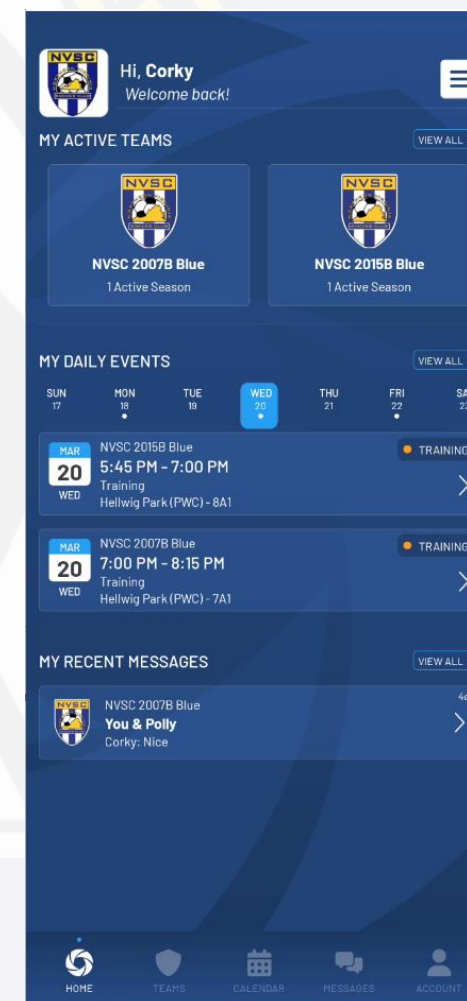 NVSC
Hi, Corky
Welcome back!
MY ACTIVE TEAMS
VIEW ALL
NVSC
NVSC 2007B Blue
1 Active Season
NVSC
NVSC 2015B Blue
1 Active Season
MY DAILY EVENTS
VIEW ALL
SUN MON TUE WED THU FRI SA
17 18 19 20 21 22 23
MAR
20
WED
NVSC 2015B Blue
5:45 PM - 7:00 PM
Training
Hellwig Park (PWC) - 8A1
TRAINING
MAR
20
WED
NVSC 2007B Blue
7:00 PM - 8:15 PM
Training
Hellwig Park (PWC) - 7A1
TRAINING
MY RECENT MESSAGES
VIEW ALL
NVSC
NVSC 2007B Blue
You & Polly
Corky: Nice
HOME TEAMS CALENDAR MESSAGES ACCOUNT